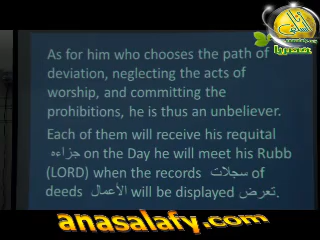 As for him who chooses the path of
deviation, neglecting the acts of
worship, and committing the
prohibitions, he is thus an unbeliever.
Each of them will receive his requital
جزاءه on the Day he will meet his Rubb
(LORD) when the records سجلات of
deeds الأعمال will be displayed تعرض.
anasalafy.com